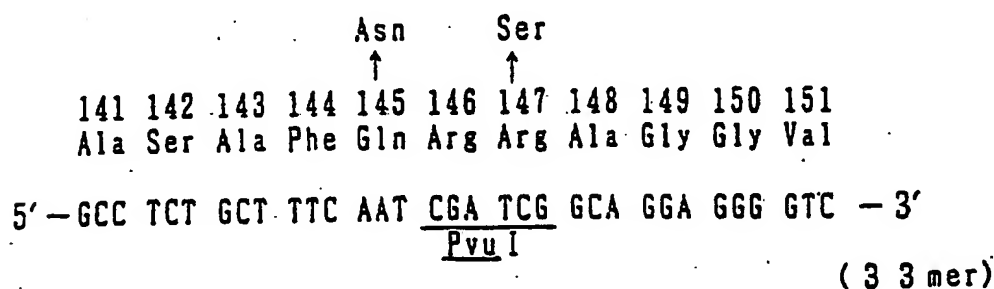 Asn Ser
↑ ↑
141 142 143 144 145 146 147 148 149 150 151
Ala Ser Ala Phe Gln Arg Arg Ala Gly Gly Val
5′ — GCC TCT GCT TTC AAT CGA TCG GCA GGA GGG GTC — 3′
Pvu I
(33mer)